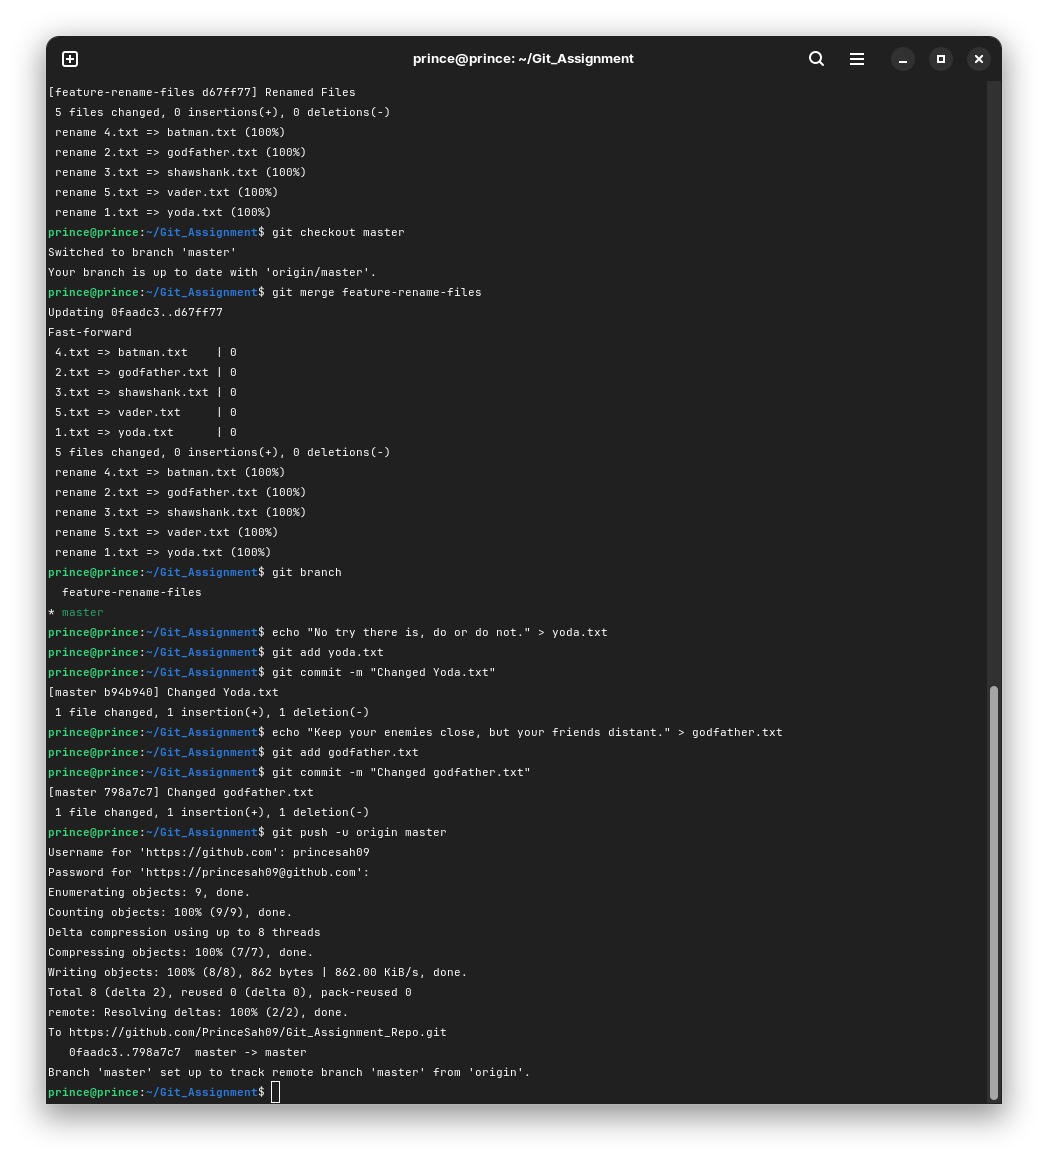 prince@prince: ~/Git_Assignment
[feature-rename-files d67ff77] Renamed Files
 5 files changed, 0 insertions(+), 0 deletions(-)
 rename 4.txt => batman.txt (100%)
 rename 2.txt => godfather.txt (100%)
 rename 3.txt => shawshank.txt (100%)
 rename 5.txt => vader.txt (100%)
 rename 1.txt => yoda.txt (100%)
prince@prince:~/Git_Assignment$ git checkout master
Switched to branch 'master'
Your branch is up to date with 'origin/master'.
prince@prince:~/Git_Assignment$ git merge feature-rename-files
Updating 0faadc3..d67ff77
Fast-forward
 4.txt => batman.txt    | 0
 2.txt => godfather.txt | 0
 3.txt => shawshank.txt | 0
 5.txt => vader.txt     | 0
 1.txt => yoda.txt      | 0
 5 files changed, 0 insertions(+), 0 deletions(-)
 rename 4.txt => batman.txt (100%)
 rename 2.txt => godfather.txt (100%)
 rename 3.txt => shawshank.txt (100%)
 rename 5.txt => vader.txt (100%)
 rename 1.txt => yoda.txt (100%)
prince@prince:~/Git_Assignment$ git branch
  feature-rename-files
* master
prince@prince:~/Git_Assignment$ echo "No try there is, do or do not." > yoda.txt
prince@prince:~/Git_Assignment$ git add yoda.txt
prince@prince:~/Git_Assignment$ git commit -m "Changed Yoda.txt"
[master b94b940] Changed Yoda.txt
 1 file changed, 1 insertion(+), 1 deletion(-)
prince@prince:~/Git_Assignment$ echo "Keep your enemies close, but your friends distant." > godfather.txt
prince@prince:~/Git_Assignment$ git add godfather.txt
prince@prince:~/Git_Assignment$ git commit -m "Changed godfather.txt"
[master 798a7c7] Changed godfather.txt
 1 file changed, 1 insertion(+), 1 deletion(-)
prince@prince:~/Git_Assignment$ git push -u origin master
Username for 'https://github.com': princesah09
Password for 'https://princesah09@github.com':
Enumerating objects: 9, done.
Counting objects: 100% (9/9), done.
Delta compression using up to 8 threads
Compressing objects: 100% (7/7), done.
Writing objects: 100% (8/8), 862 bytes | 862.00 KiB/s, done.
Total 8 (delta 2), reused 0 (delta 0), pack-reused 0
remote: Resolving deltas: 100% (2/2), done.
To https://github.com/PrinceSah09/Git_Assignment_Repo.git
   0faadc3..798a7c7  master -> master
Branch 'master' set up to track remote branch 'master' from 'origin'.
prince@prince:~/Git_Assignment$